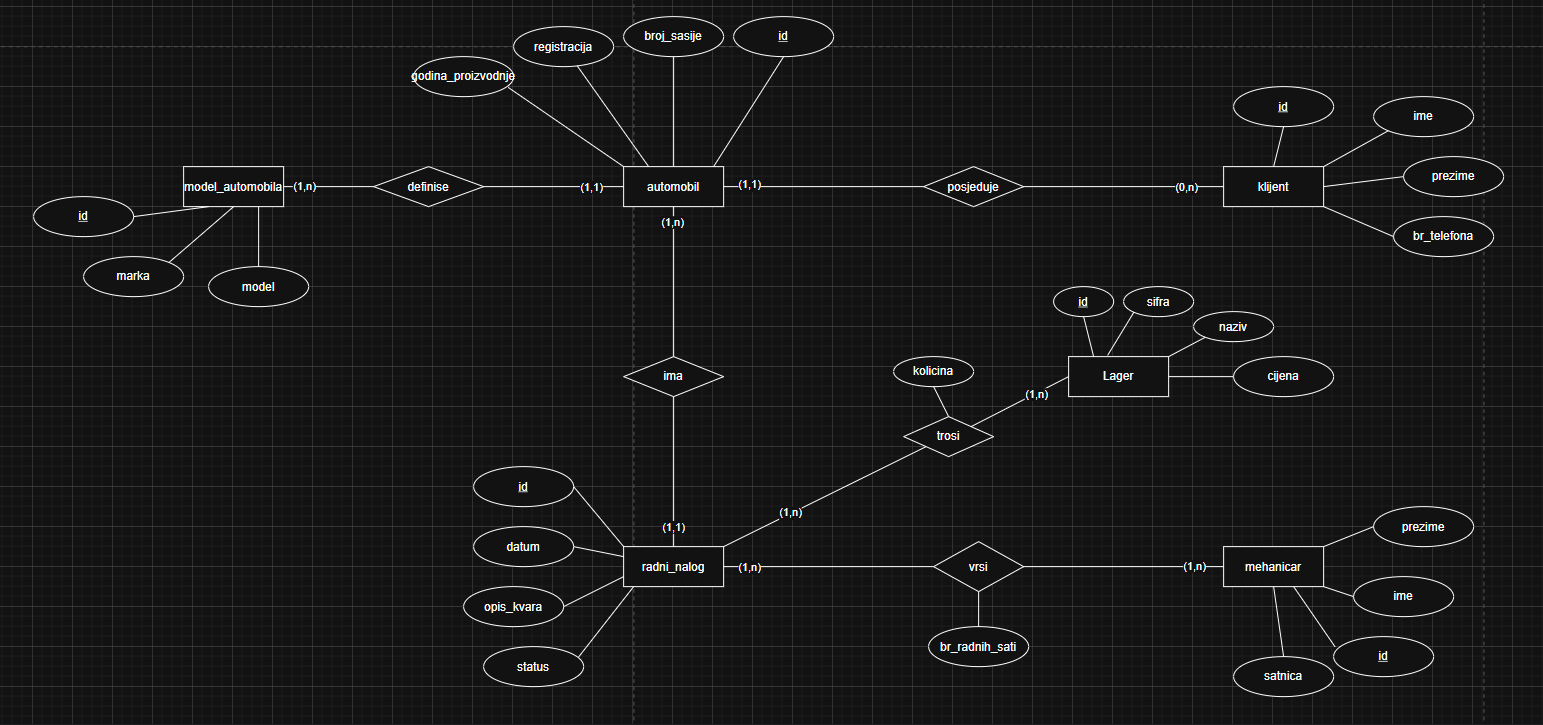 broj_sasije
id
registracija
godina_proizvodnje
id
ime
prezime
br_telefona
model_automobila
(1,n)
definise
(1,1)
automobil
(1,1)
posjeduje
(0,n)
klijent
id
marka
model
(1,n)
id
sifra
naziv
cijena
Lager
kolicina
ima
(1,n)
trosi
(1,n)
(1,1)
id
datum
opis_kvara
status
radni_nalog
(1,n)
vrsi
(1,n)
mehanicar
prezime
ime
id
satnica
br_radnih_sati